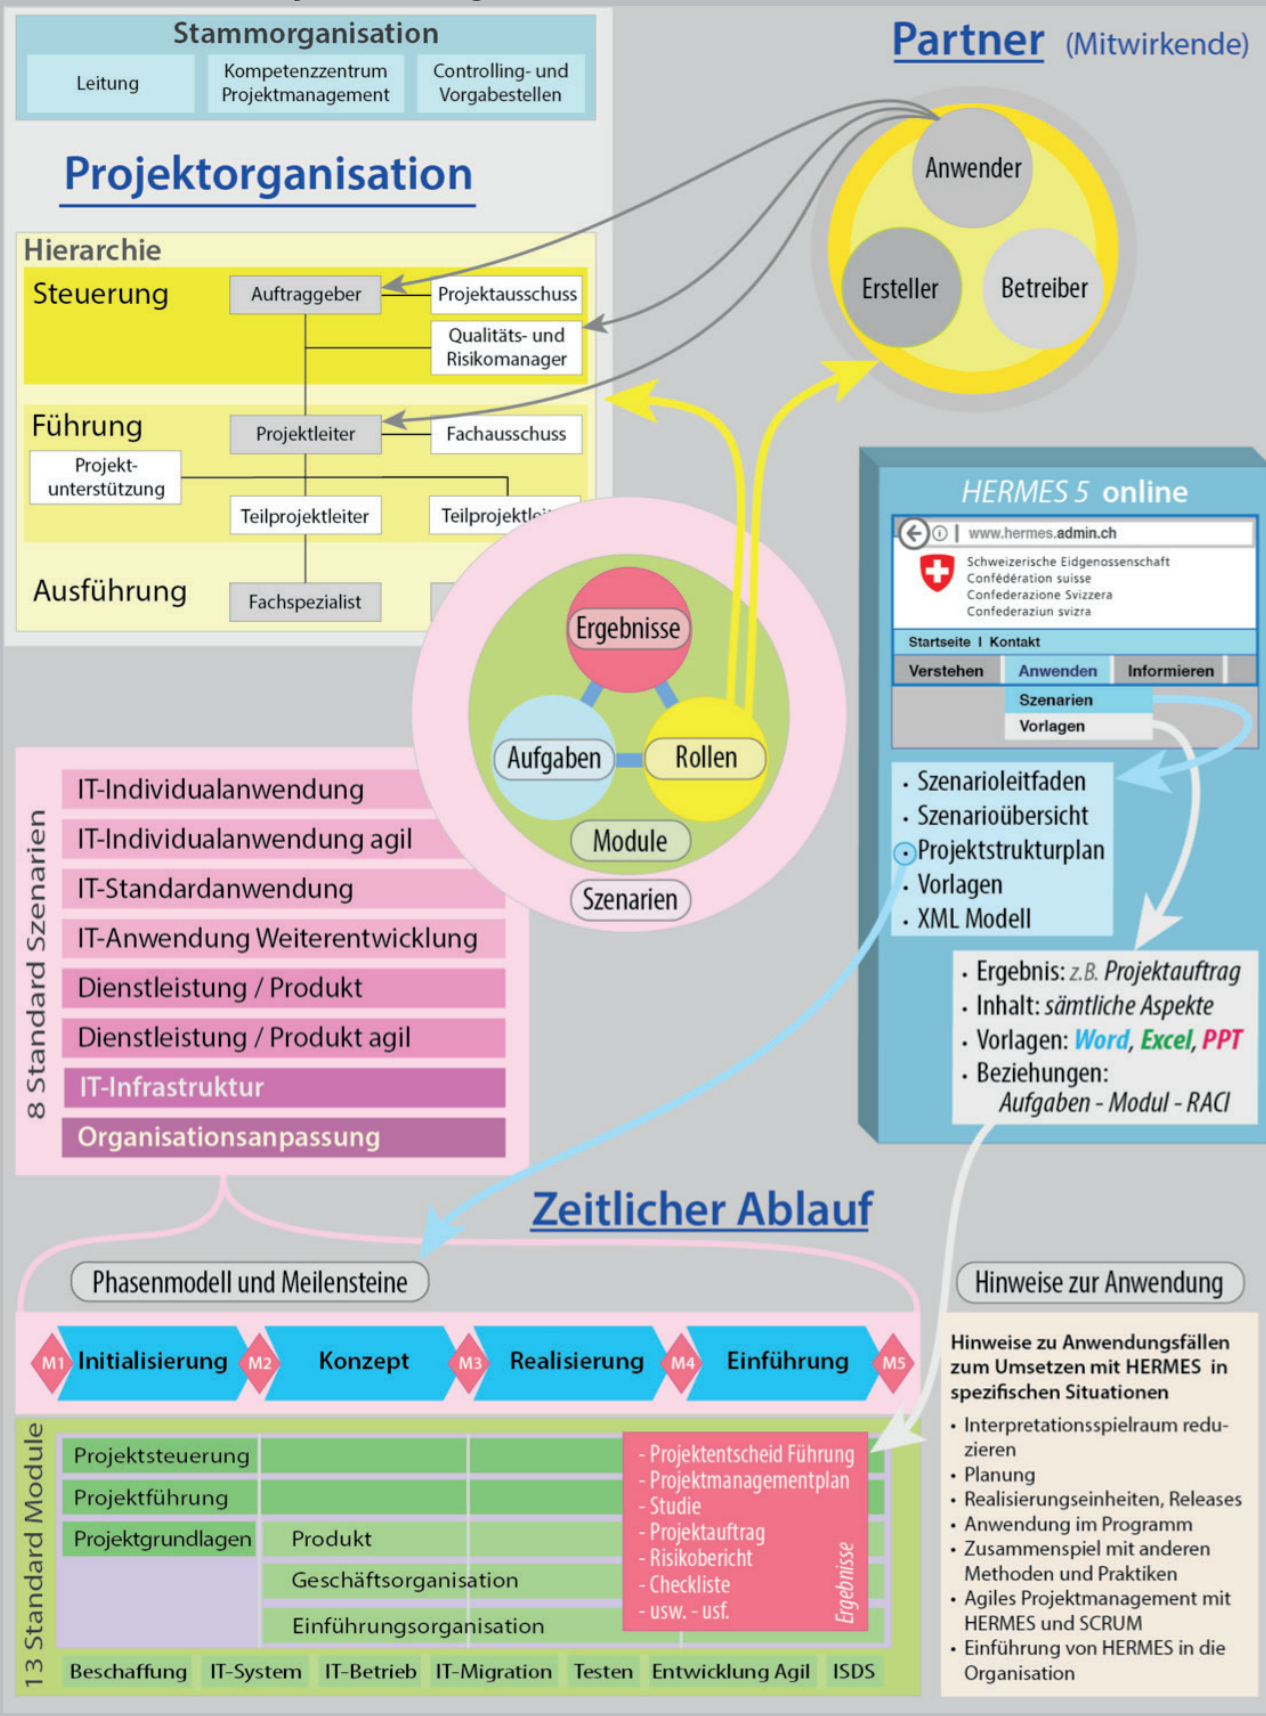 Stammorganisation
Leitung
Kompetenzzentrum
Projektmanagement
Controlling- und
Vorgabestellen
Projektorganisation
Hierarchie
Steuerung
Auftraggeber
Projektausschuss
Qualitäts- und
Risikomanager
Führung
Projektleiter
Fachausschuss
Projekt-
unterstützung
Teilprojektleiter
Ausführung
Fachspezialist
Partner (Mitwirkende)
Anwender
Ersteller
Betreiber
HERMES 5 online
www.hermes.admin.ch
Schweizerische Eidgenossenschaft
Confédération suisse
Confederazione Svizzera
Confederaziun svizra
Startseite I Kontakt
Verstehen
Anwenden
Informieren
Szenarien
Vorlagen
• Szenarioleitfaden
• Szenarioübersicht
• Projektstrukturplan
• Vorlagen
• XML Modell
• Ergebnis: z.B. Projektauftrag
• Inhalt: sämtliche Aspekte
• Vorlagen: Word, Excel, PPT
• Beziehungen:
Aufgaben - Modul - RACI
Ergebnisse
Aufgaben
Rollen
Module
Szenarien
8 Standard Szenarien
IT-Individualanwendung
IT-Individualanwendung agil
IT-Standardanwendung
IT-Anwendung Weiterentwicklung
Dienstleistung / Produkt
Dienstleistung / Produkt agil
IT-Infrastruktur
Organisationsanpassung
Zeitlicher Ablauf
Phasenmodell und Meilensteine
M1 Initialisierung M2 Konzept M3 Realisierung M4 Einführung M5
13 Standard Module
Projektsteuerung
Projektführung
Projektgrundlagen
Produkt
Geschäftsorganisation
Einführungsorganisation
- Projektentscheid Führung
- Projektmanagementplan
- Studie
- Projektauftrag
- Risikobericht
- Checkliste
- usw. - usf.
Ergebnisse
Beschaffung IT-System IT-Betrieb IT-Migration Testen Entwicklung Agil ISDS
Hinweise zur Anwendung
Hinweise zu Anwendungsfällen
zum Umsetzen mit HERMES in
spezifischen Situationen
• Interpretationsspielraum redu-
zieren
• Planung
• Realisierungseinheiten, Releases
• Anwendung im Programm
• Zusammenspiel mit anderen
Methoden und Praktiken
• Agiles Projektmanagement mit
HERMES und SCRUM
• Einführung von HERMES in die
Organisation